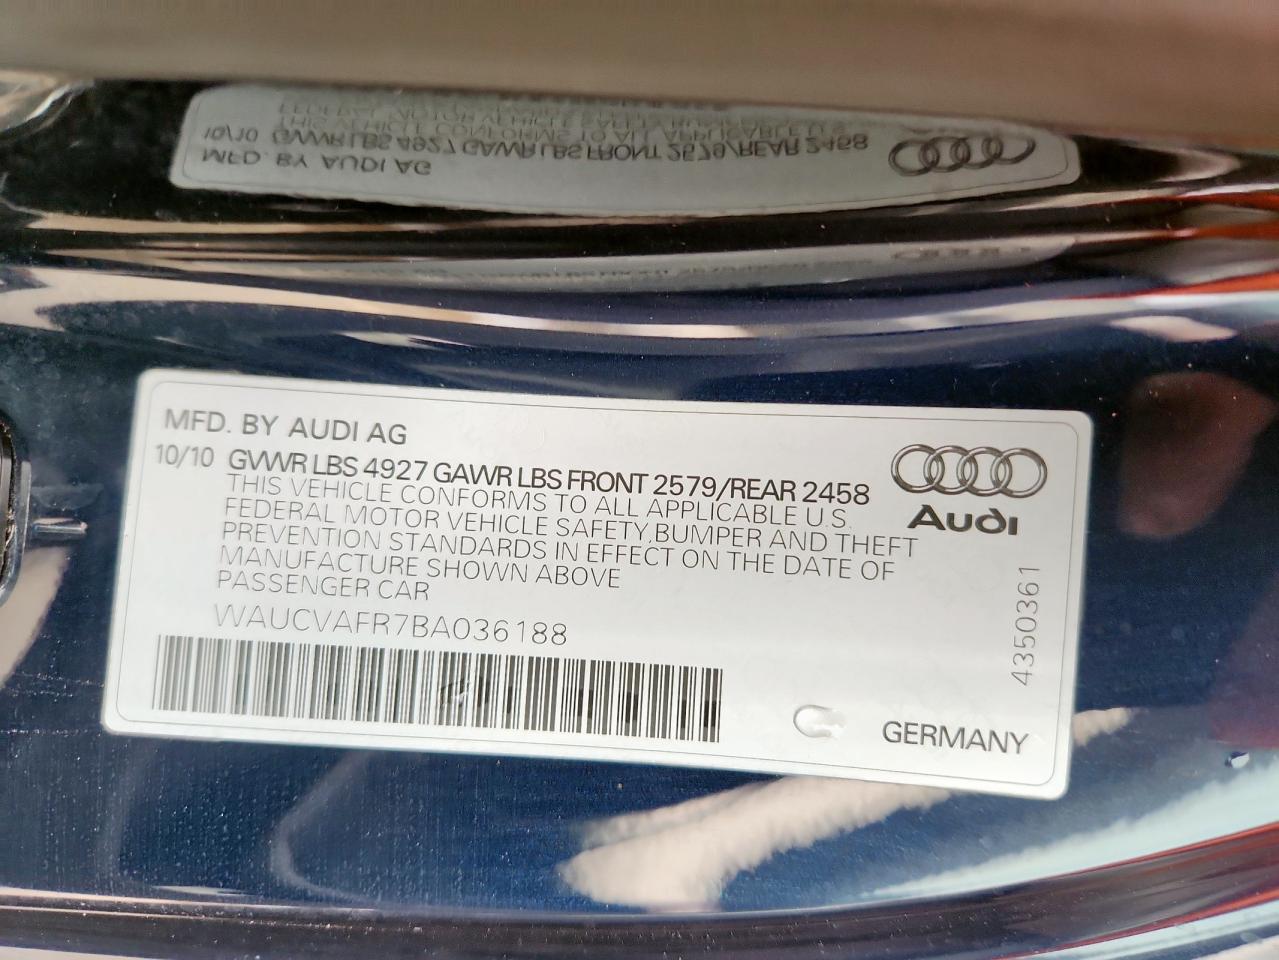 MFD. BY AUDI AG
10/10 GVWR LBS 4927 GAWR LBS FRONT 2579/REAR 2458
THIS VEHICLE CONFORMS TO ALL APPLICABLE U.S.
FEDERAL MOTOR VEHICLE SAFETY, BUMPER AND THEFT
PREVENTION STANDARDS IN EFFECT ON THE DATE OF
MANUFACTURE SHOWN ABOVE
PASSENGER CAR
WAUCVAFR7BA036188
Audi
4350361
GERMANY